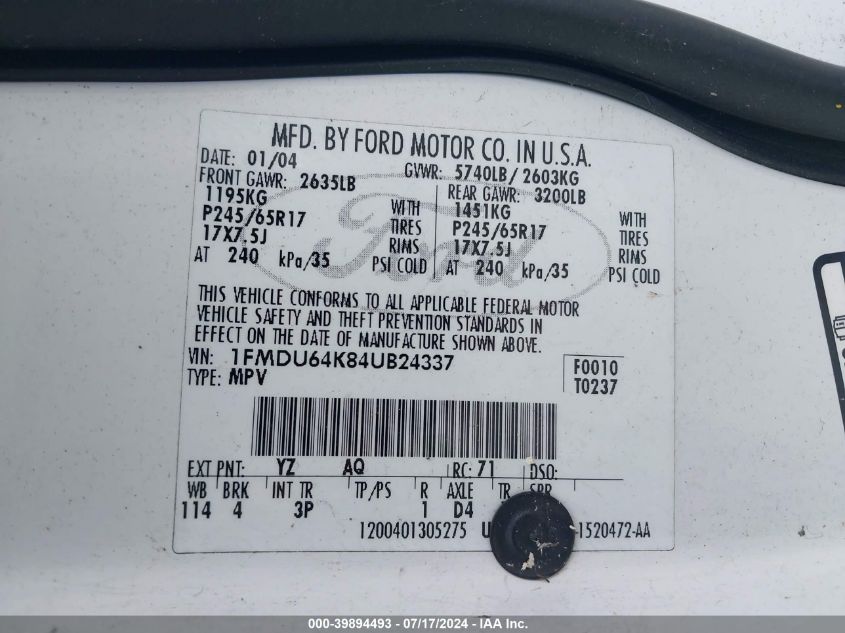 MFD. BY FORD MOTOR CO. IN U.S.A.
DATE: 01/04 GVWR: 5740LB/ 2603KG
FRONT GAWR: 2635LB REAR GAWR: 3200LB
1195KG WITH 1451KG WITH
P245/65R17 TIRES P245/65R17 TIRES
17X7.5J RIMS 17X7.5J RIMS
AT 240 kPa/35 PSI COLD AT 240 kPa/35 PSI COLD
Ford
THIS VEHICLE CONFORMS TO ALL APPLICABLE FEDERAL MOTOR
VEHICLE SAFETY AND THEFT PREVENTION STANDARDS IN
EFFECT ON THE DATE OF MANUFACTURE SHOWN ABOVE.
VIN: 1FMDU64K84UB24337 F0010
TYPE: MPV T0237
EXT PNT: YZ AQ RC: 71 DSO:
WB BRK INT TR TP/PS R AXLE TR SPR
114 4 3P 1 D4
1200401305275 U 1520472-AA
000-39894493 - 07/17/2024 - IAA Inc.